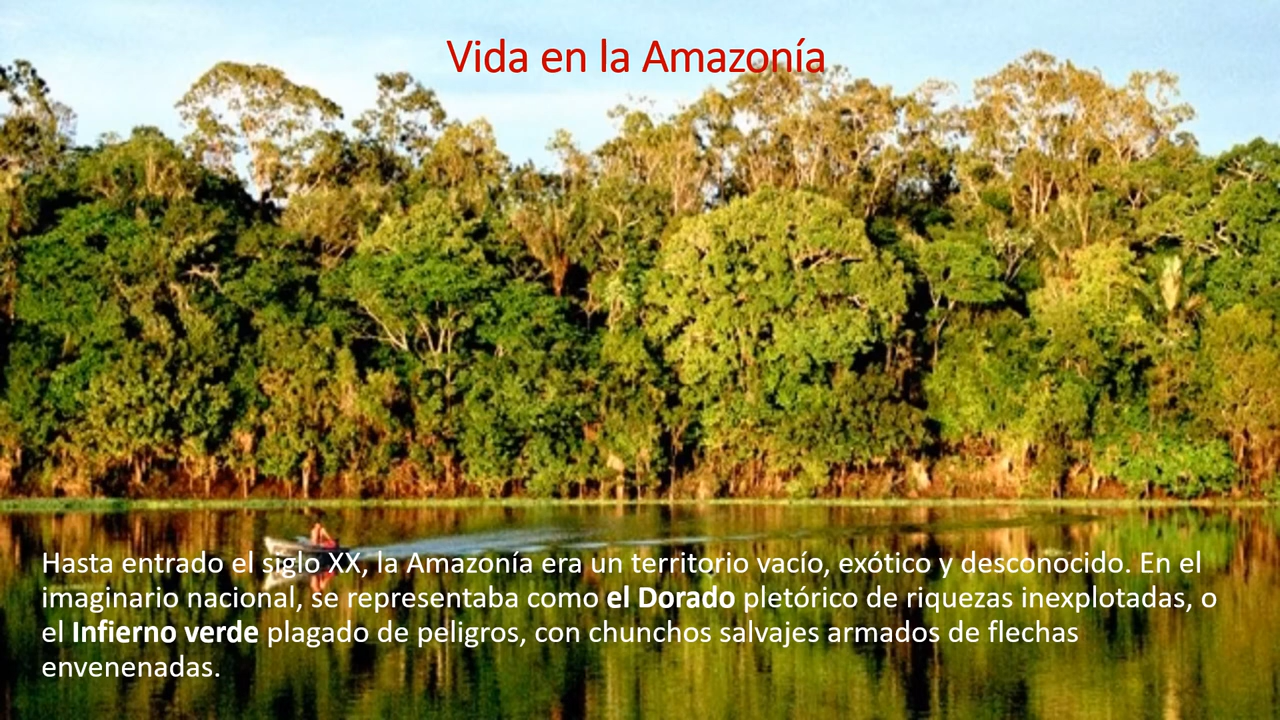 Vida en la Amazonía
Hasta entrado el siglo XX, la Amazonía era un territorio vacío, exótico y desconocido. En el
imaginario nacional, se representaba como el Dorado pletórico de riquezas inexplotadas, o
el Infierno verde plagado de peligros, con chunchos salvajes armados de flechas
envenenadas.